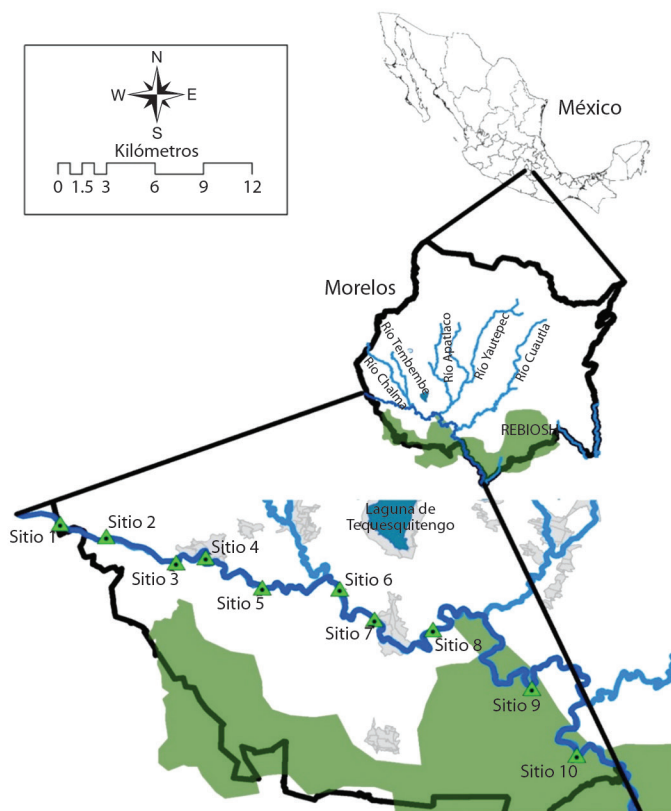 N
W E
S
Kilómetros
0 1.5 3 6 9 12
México
Morelos
Río Chalma
Río Tembembe
Río Apatlaco
Río Yautepec
Río Cuautla
REBIOSH
Laguna de
Tequesquitengo
Sitio 1
Sitio 2
Sitio 3
Sitio 4
Sitio 5
Sitio 6
Sitio 7
Sitio 8
Sitio 9
Sitio 10